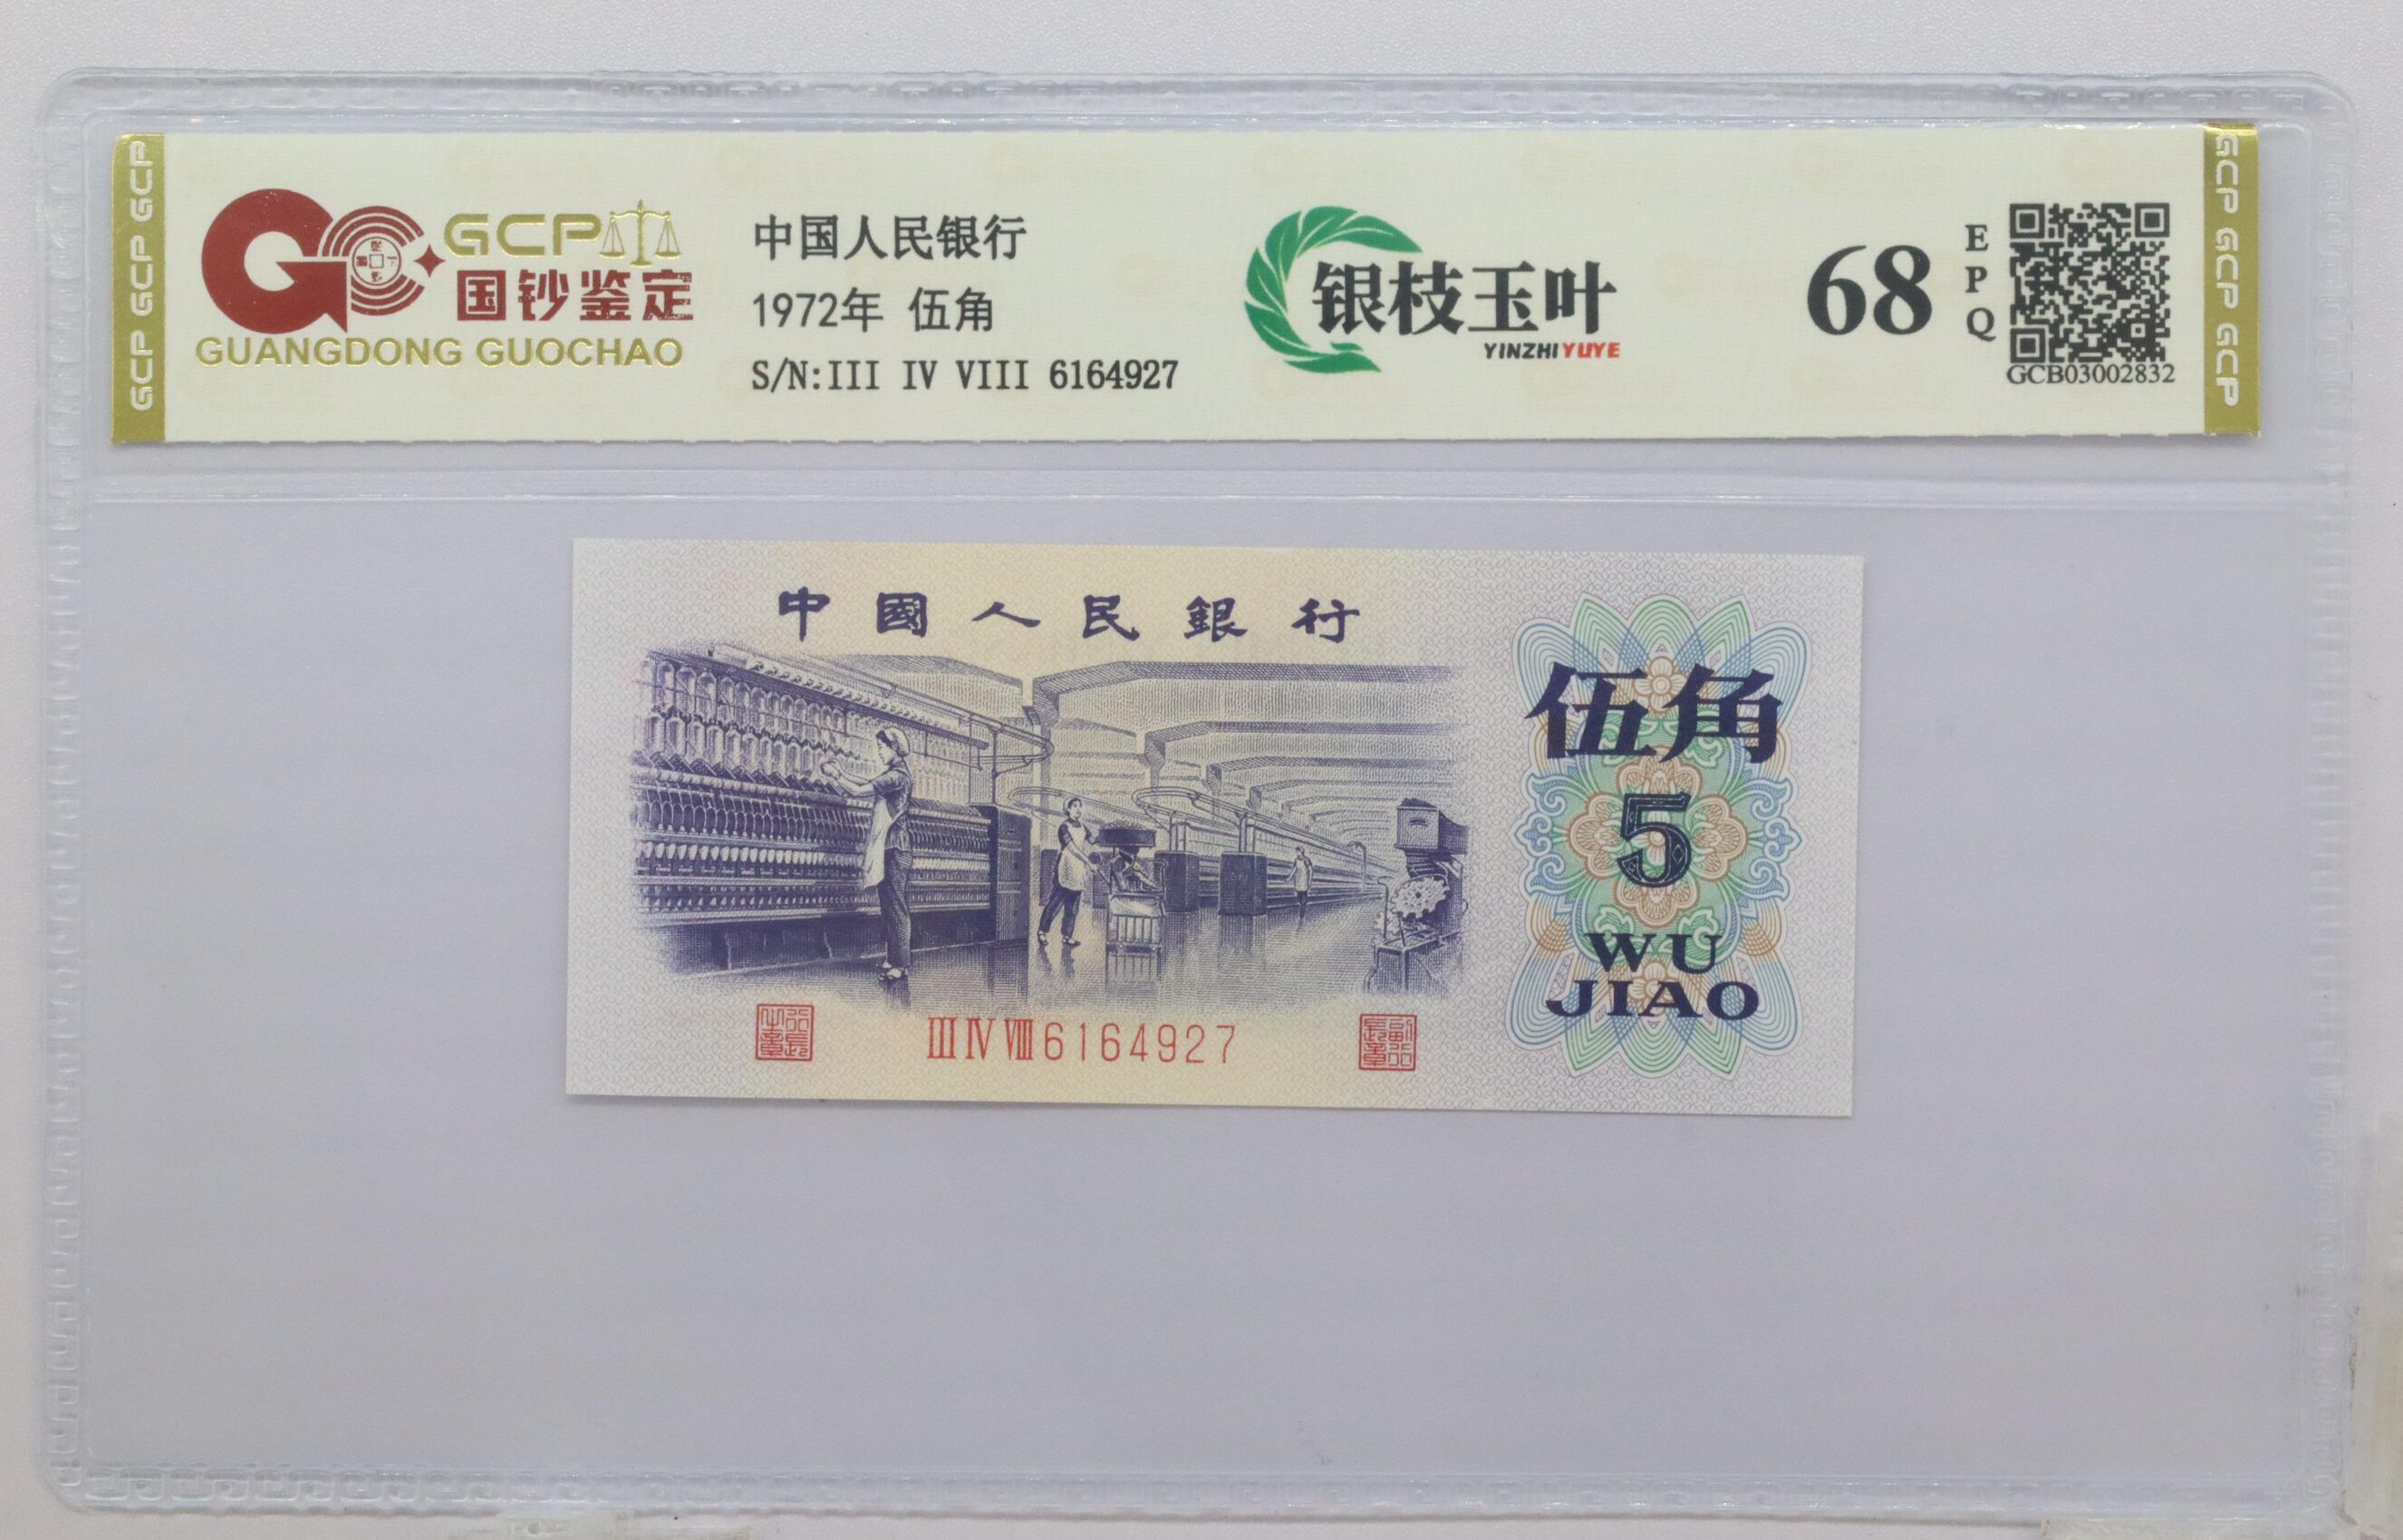 GCP GCP GCP
GCP
国钞鉴定
GUANGDONG GUOCHAO
中国人民银行
1972年 伍角
S/N:III IV VIII 6164927
银枝玉叶
YINZHIYUYE
68
EPQ
GCB03002832
GCP GCP GCP
中國人民銀行
伍角
5
WU
JIAO
III IV VIII 6164927